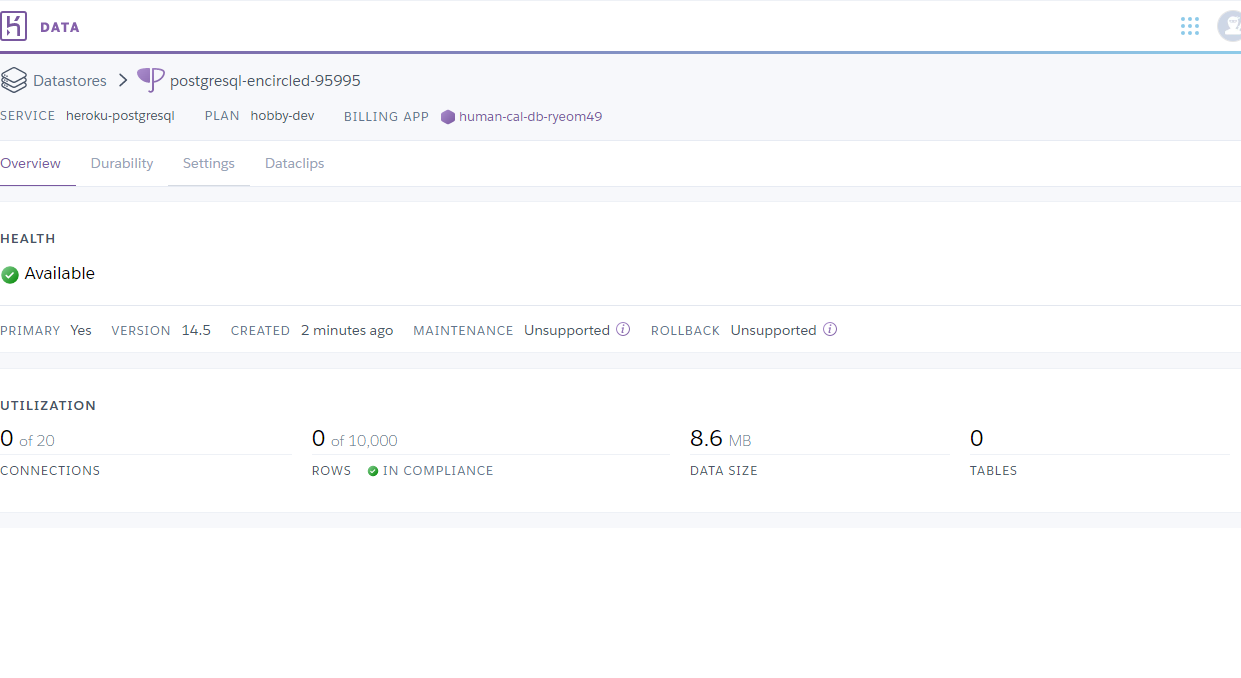 DATA
Datastores > postgresql-encircled-95995
SERVICE heroku-postgresql PLAN hobby-dev BILLING APP human-cal-db-ryeom49
Overview Durability Settings Dataclips
HEALTH
Available
PRIMARY Yes VERSION 14.5 CREATED 2 minutes ago MAINTENANCE Unsupported ROLLBACK Unsupported
UTILIZATION
0 of 20 0 of 10,000 8.6 MB 0
CONNECTIONS ROWS IN COMPLIANCE DATA SIZE TABLES